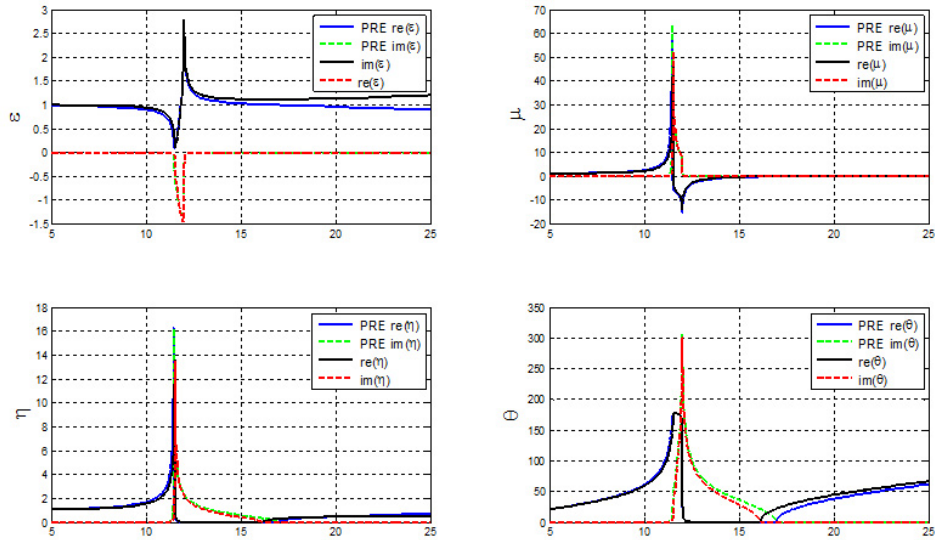 3
2.5
2
1.5
1
0.5
0
-0.5
-1
-1.5
ε
5 10 15 20 25
PRE re(ε)
PRE im(ε)
im(ε)
re(ε)
70
60
50
40
30
20
10
0
-10
-20
μ
5 10 15 20 25
PRE re(μ)
PRE im(μ)
re(μ)
im(μ)
18
16
14
12
10
8
6
4
2
0
η
5 10 15 20 25
PRE re(η)
PRE im(η)
re(η)
im(η)
350
300
250
200
150
100
50
0
θ
5 10 15 20 25
PRE re(θ)
PRE im(θ)
re(θ)
im(θ)